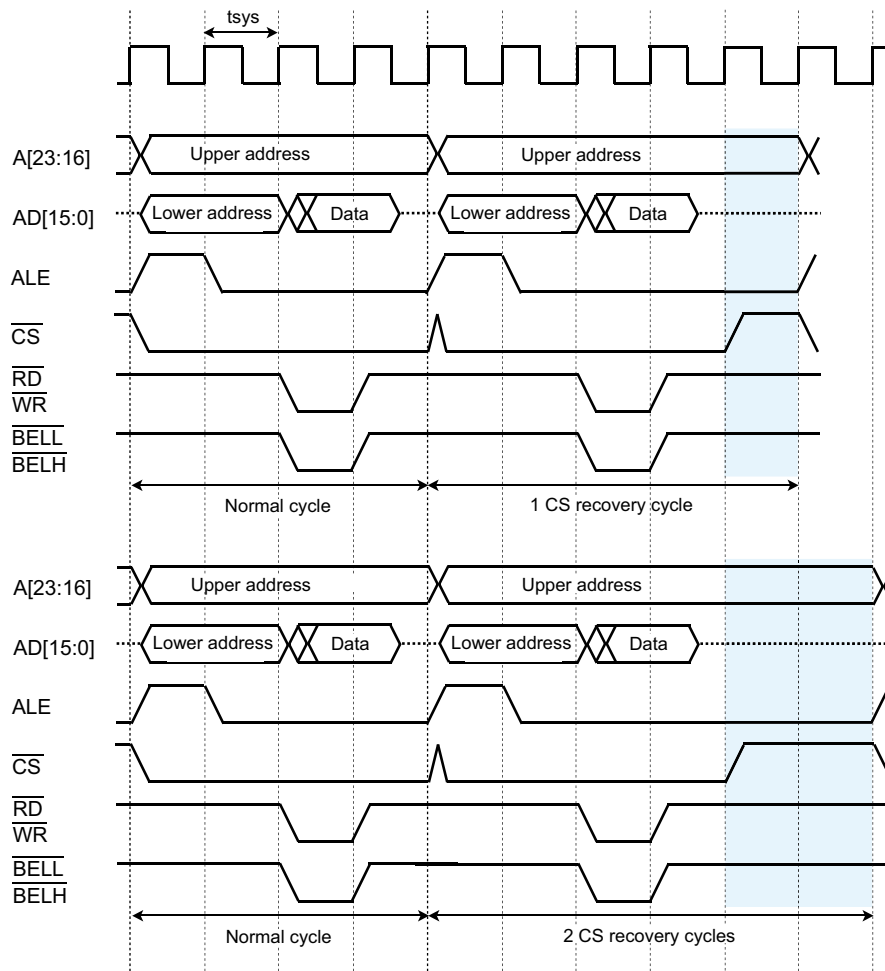 tsys
A[23:16]
Upper address
Upper address
AD[15:0]
Lower address
Data
Lower address
Data
ALE
CS
RD
WR
BELL
BELH
Normal cycle
1 CS recovery cycle
A[23:16]
Upper address
Upper address
AD[15:0]
Lower address
Data
Lower address
Data
ALE
CS
RD
WR
BELL
BELH
Normal cycle
2 CS recovery cycles